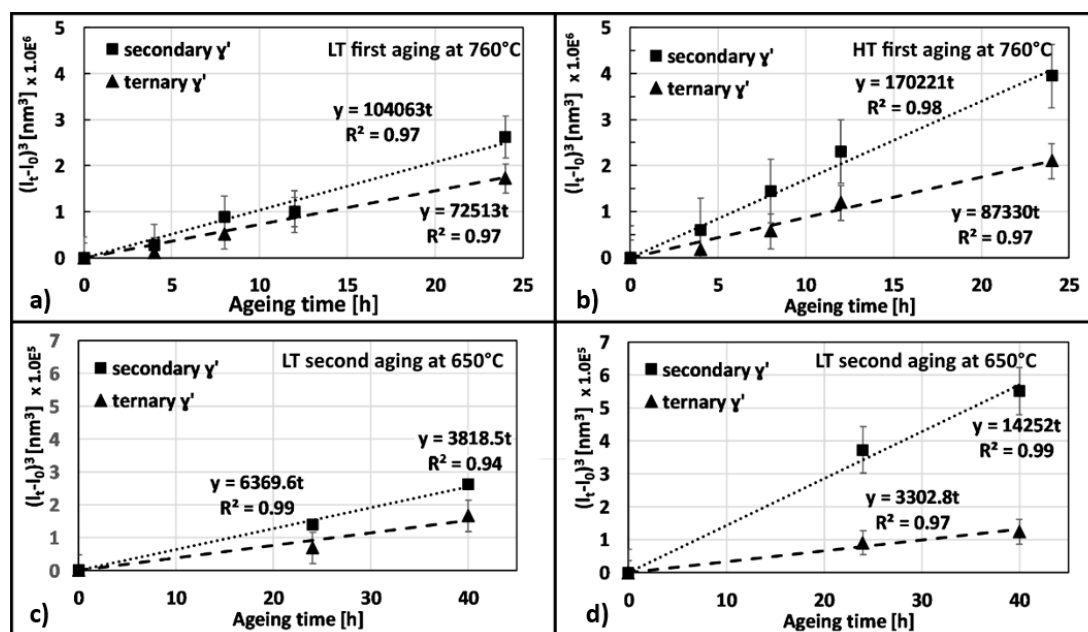 (lt-l0)³ [nm³] x 1.0E⁶
5
4
3
2
1
0
■ secondary ɣ'
▲ ternary ɣ'
LT first aging at 760°C
y = 104063t
R² = 0.97
y = 72513t
R² = 0.97
0 5 10 15 20 25
Ageing time [h]
a)
(lt-l0)³ [nm³] x 1.0E⁶
5
4
3
2
1
0
■ secondary ɣ'
▲ ternary ɣ'
HT first aging at 760°C
y = 170221t
R² = 0.98
y = 87330t
R² = 0.97
0 5 10 15 20 25
Ageing time [h]
b)
(lt-l0)³ [nm³] x 1.0E⁵
7
6
5
4
3
2
1
0
■ secondary ɣ'
▲ ternary ɣ'
LT second aging at 650°C
y = 3818.5t
R² = 0.94
y = 6369.6t
R² = 0.99
0 10 20 30 40
Ageing time [h]
c)
(lt-l0)³ [nm³] x 1.0E⁵
7
6
5
4
3
2
1
0
■ secondary ɣ'
▲ ternary ɣ'
LT second aging at 650°C
y = 14252t
R² = 0.99
y = 3302.8t
R² = 0.97
0 10 20 30 40
Ageing time [h]
d)